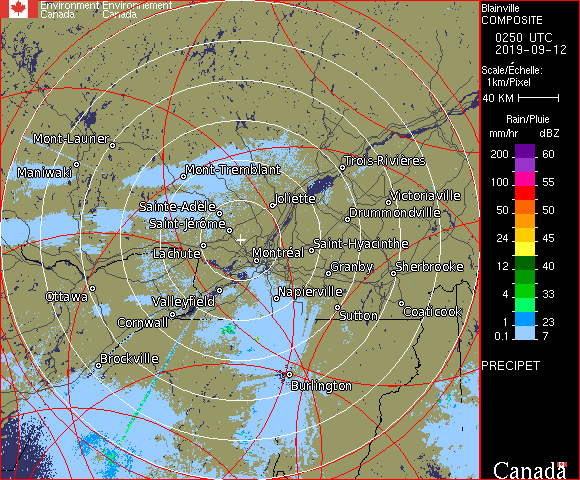 Environment Environnement
Canada Canada
Blainville
COMPOSITE
0250 UTC
2019-09-12
Scale/Échelle:
1km/Pixel
40 KM
Rain/Pluie
mm/hr dBZ
200 60
100 55
50 50
24 45
12 40
4 33
1 23
0.1 7
PRECIPET
Canada
Mont-Laurier
Maniwaki
Mont-Tremblant
Trois-Rivières
Joliette
Victoriaville
Sainte-Adèle
Drummondville
Saint-Jérôme
Saint-Hyacinthe
Lachute
Montréal
Granby
Sherbrooke
Ottawa
Valleyfield
Napierville
Cornwall
Sutton
Coaticook
Brockville
Burlington